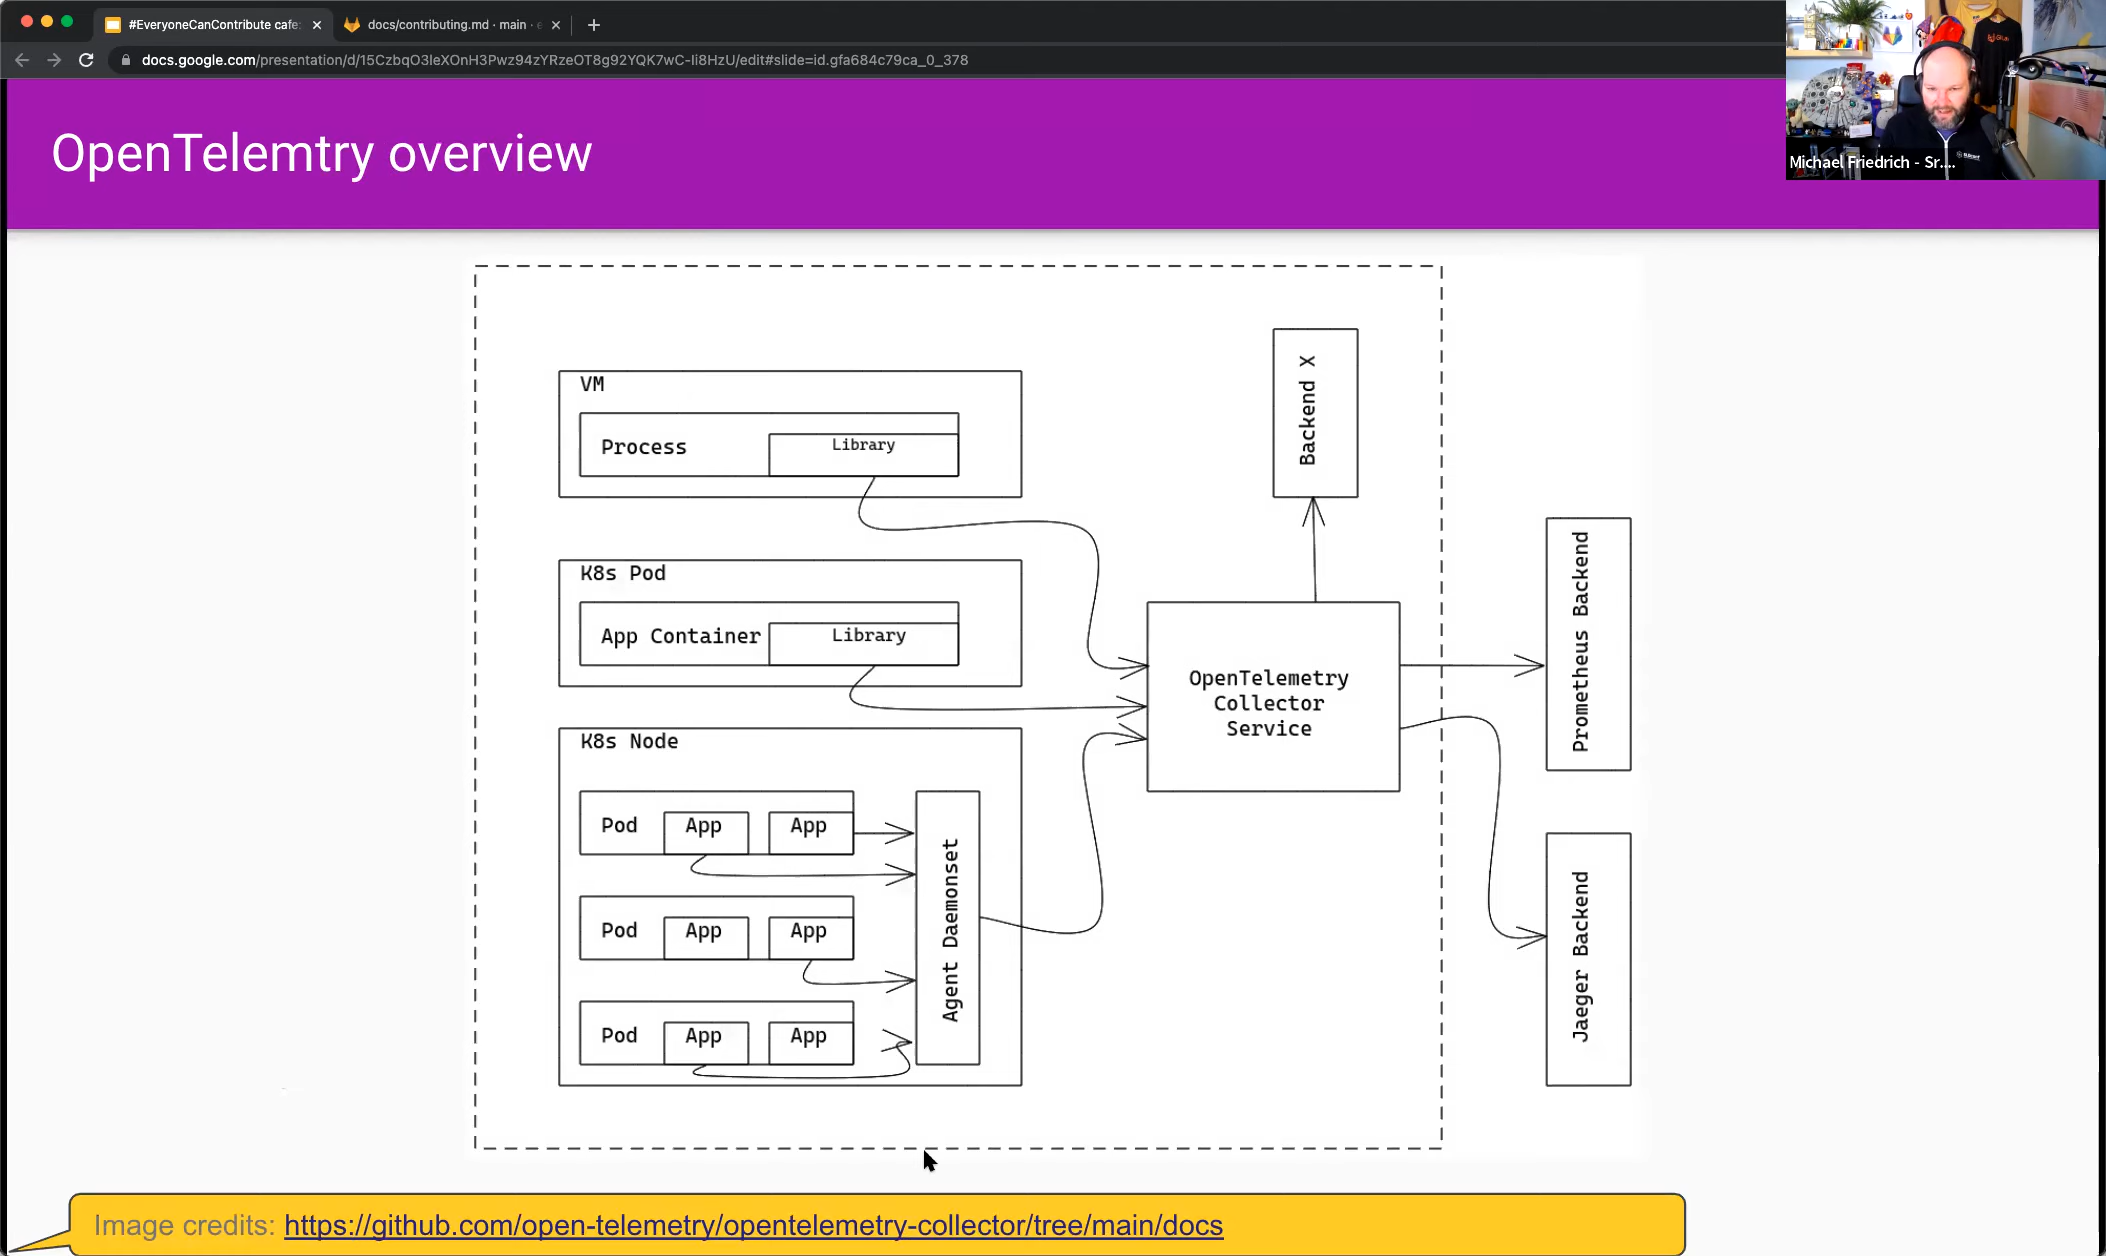 #EveryoneCanContribute cafe:
docs/contributing.md · main ·
docs.google.com/presentation/d/15CzbqO3leXOnH3Pwz94zYRzeOT8g92YQK7wC-Ii8HzU/edit#slide=id.gfa684c79ca_0_378
Michael Friedrich - Sr....
OpenTelemtry overview
VM
Process
Library
K8s Pod
App Container
Library
K8s Node
Pod App App
Pod App App
Pod App App
Agent Daemonset
OpenTelemetry
Collector
Service
Backend X
Prometheus Backend
Jaeger Backend
Image credits: https://github.com/open-telemetry/opentelemetry-collector/tree/main/docs